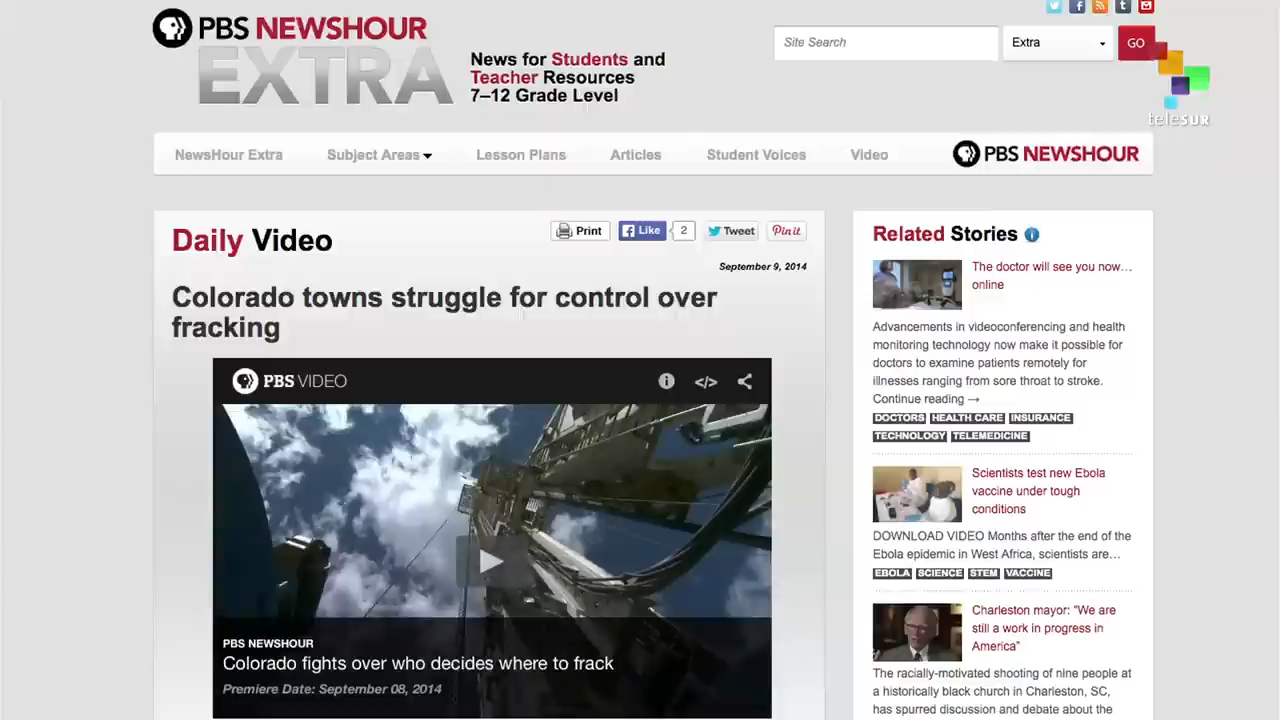 PBS NEWSHOUR
EXTRA
News for Students and
Teacher Resources
7–12 Grade Level
Site Search
Extra
GO
teleSUR
NewsHour Extra
Subject Areas
Lesson Plans
Articles
Student Voices
Video
PBS NEWSHOUR
Daily Video
Print
Like
2
Tweet
Pin it
September 9, 2014
Colorado towns struggle for control over
fracking
PBS VIDEO
PBS NEWSHOUR
Colorado fights over who decides where to frack
Premiere Date: September 08, 2014
Related Stories
The doctor will see you now…
online
Advancements in videoconferencing and health
monitoring technology now make it possible for
doctors to examine patients remotely for
illnesses ranging from sore throat to stroke.
Continue reading →
DOCTORS HEALTH CARE INSURANCE
TECHNOLOGY TELEMEDICINE
Scientists test new Ebola
vaccine under tough
conditions
DOWNLOAD VIDEO Months after the end of the
Ebola epidemic in West Africa, scientists are…
EBOLA SCIENCE STEM VACCINE
Charleston mayor: “We are
still a work in progress in
America”
The racially-motivated shooting of nine people at
a historically black church in Charleston, SC,
has spurred discussion and debate about the